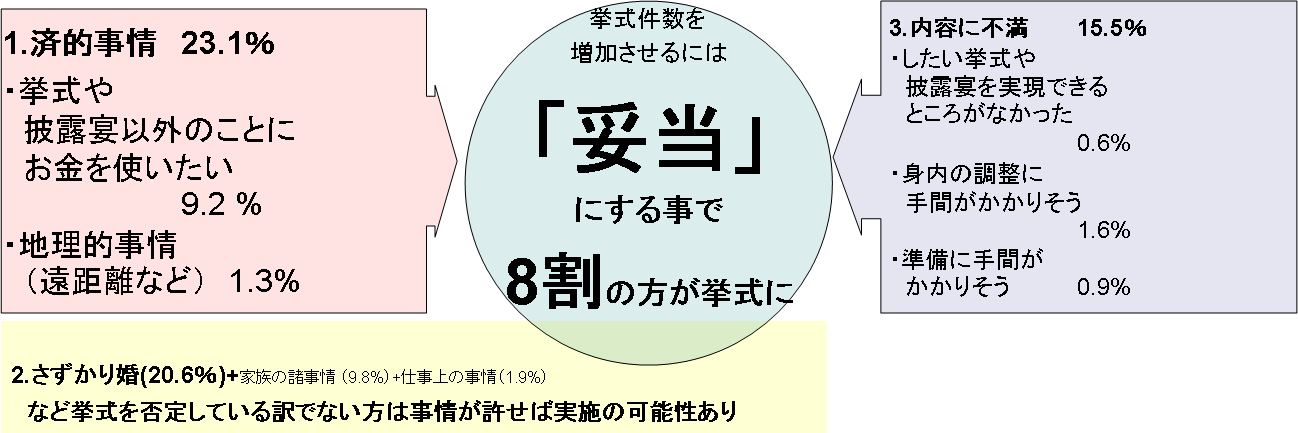 1.済的事情 23.1%
・挙式や
披露宴以外のことに
お金を使いたい
9.2 %
・地理的事情
（遠距離など） 1.3%
挙式件数を
増加させるには
「妥当」
にする事で
8割の方が挙式に
3.内容に不満 15.5%
・したい挙式や
披露宴を実現できる
ところがなかった
0.6%
・身内の調整に
手間がかかりそう
1.6%
・準備に手間が
かかりそう 0.9%
2.さずかり婚(20.6%)+家族の諸事情（9.8%）+仕事上の事情（1.9%）
など挙式を否定している訳でない方は事情が許せば実施の可能性あり